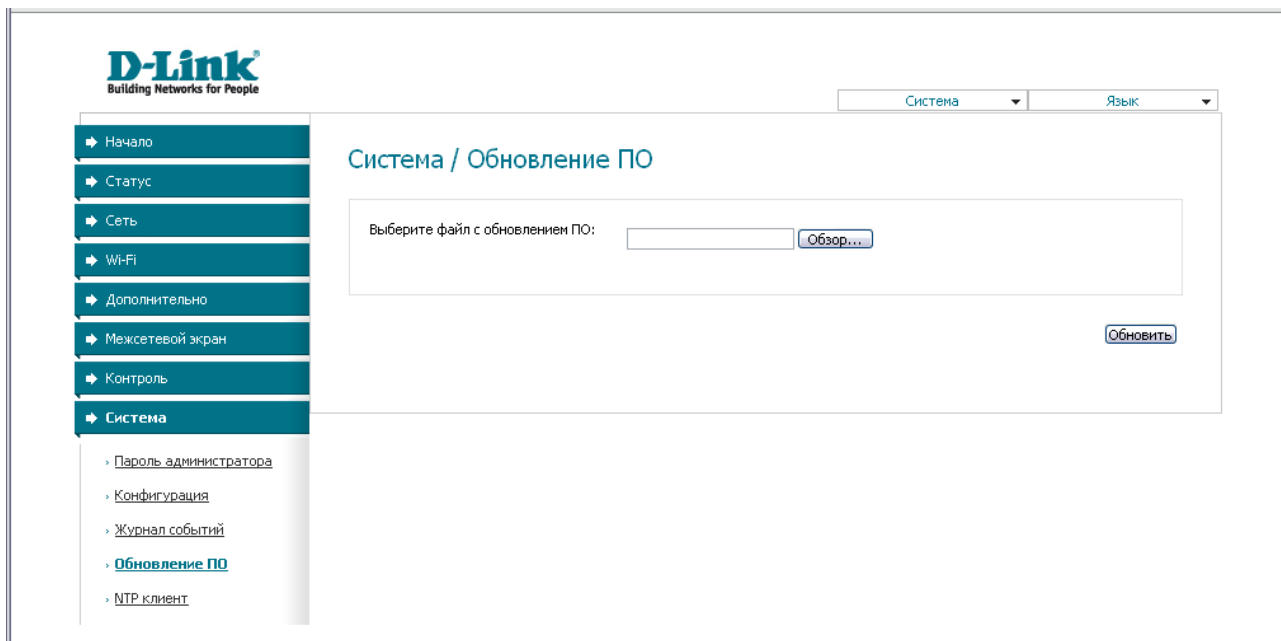 D-Link
Building Networks for People
Система
Язык
Начало
Статус
Сеть
Wi-Fi
Дополнительно
Межсетевой экран
Контроль
Система
Пароль администратора
Конфигурация
Журнал событий
Обновление ПО
NTP клиент
Система / Обновление ПО
Выберите файл с обновлением ПО:
Обзор...
Обновить